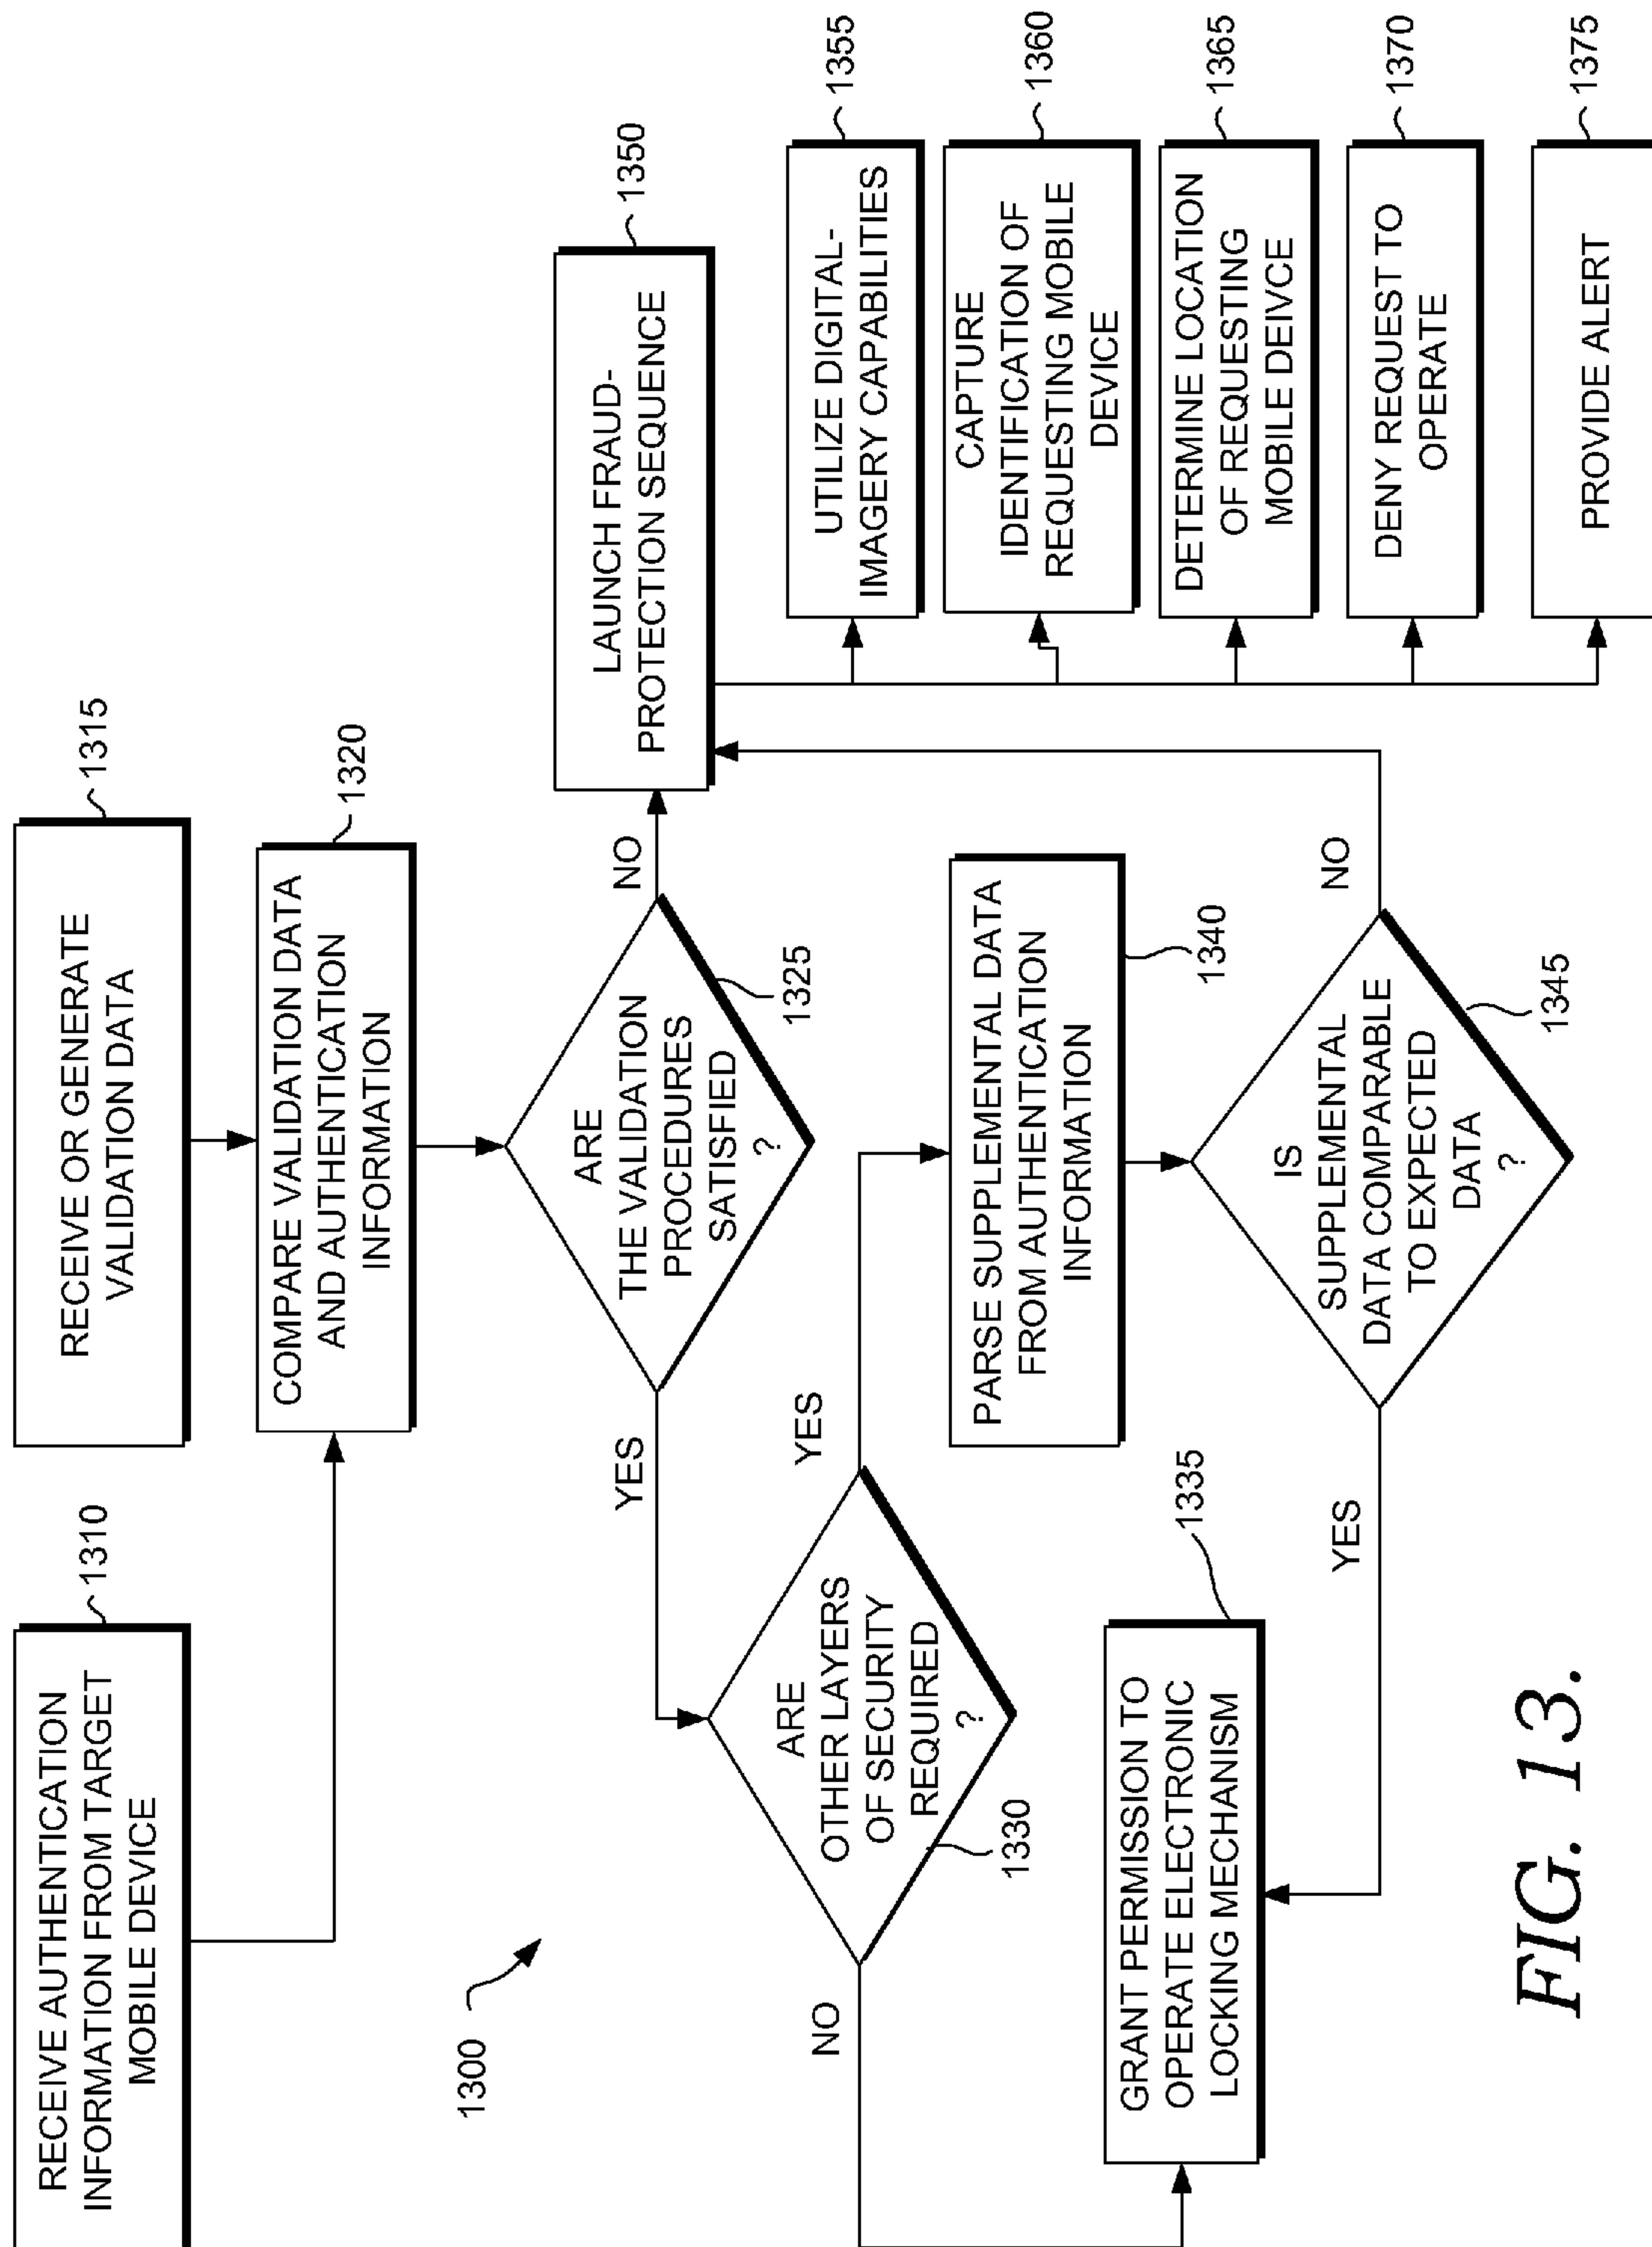 RECEIVE AUTHENTICATION
INFORMATION FROM TARGET
MOBILE DEVICE
1310
RECEIVE OR GENERATE
VALIDATION DATA
1315
COMPARE VALIDATION DATA
AND AUTHENTICATION
INFORMATION
1320
1300
ARE
THE VALIDATION
PROCEDURES
SATISFIED
?
1325
NO
YES
LAUNCH FRAUD-
PROTECTION SEQUENCE
1350
ARE
OTHER LAYERS
OF SECURITY
REQUIRED
?
1330
NO
YES
PARSE SUPPLEMENTAL DATA
FROM AUTHENTICATION
INFORMATION
1340
GRANT PERMISSION TO
OPERATE ELECTRONIC
LOCKING MECHANISM
1335
IS
SUPPLEMENTAL
DATA COMPARABLE
TO EXPECTED
DATA
?
1345
YES
NO
UTILIZE DIGITAL-
IMAGERY CAPABILITIES
1355
CAPTURE
IDENTIFICATION OF
REQUESTING MOBILE
DEVICE
1360
DETERMINE LOCATION
OF REQUESTING
MOBILE DEIVCE
1365
DENY REQUEST TO
OPERATE
1370
PROVIDE ALERT
1375
FIG. 13.